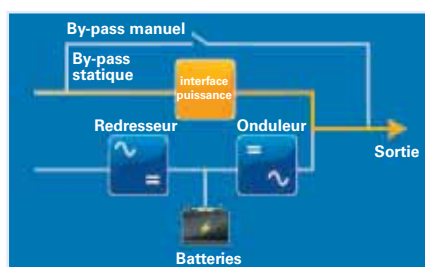 By-pass manuel
By-pass
statique
interface
puissance
Redresseur
Onduleur
Sortie
Batteries